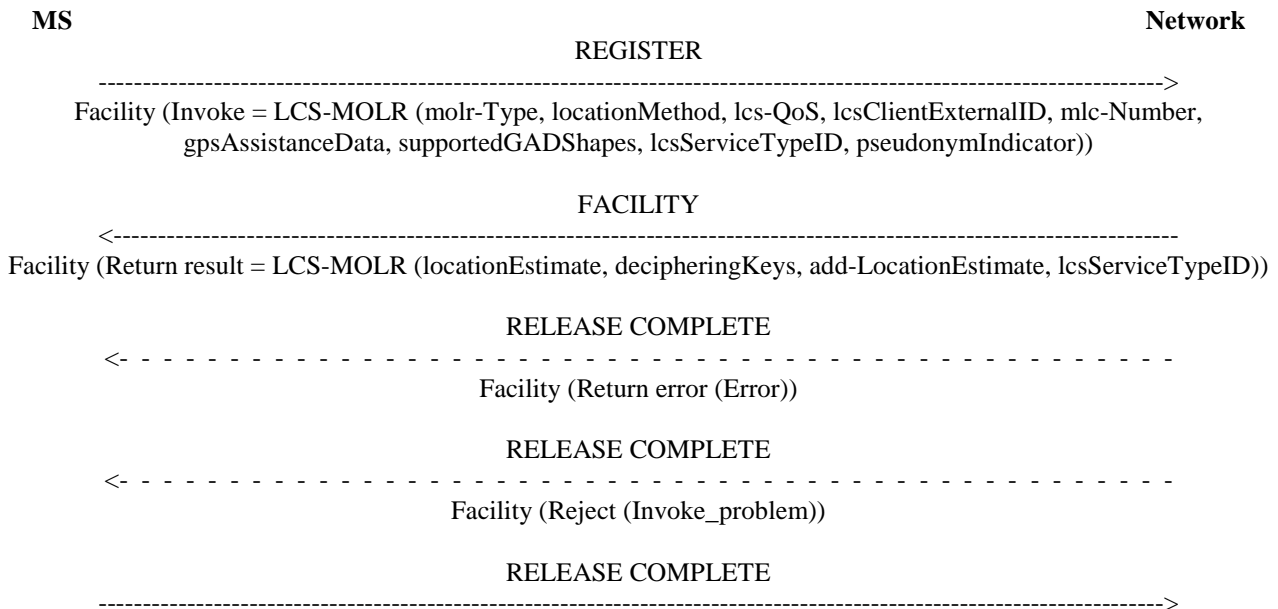 MS Network
REGISTER
------------------------------------------------------------------------------------------------------------------------>
Facility (Invoke = LCS-MOLR (molr-Type, locationMethod, lcs-QoS, lcsClientExternalID, mlc-Number,
gpsAssistanceData, supportedGADShapes, lcsServiceTypeID, pseudonymIndicator))
FACILITY
<------------------------------------------------------------------------------------------------------------------------
Facility (Return result = LCS-MOLR (locationEstimate, decipheringKeys, add-LocationEstimate, lcsServiceTypeID))
RELEASE COMPLETE
<- - - - - - - - - - - - - - - - - - - - - - - - - - - - - - - - - - - - - - - - - - - - - - - - - - - - - -
Facility (Return error (Error))
RELEASE COMPLETE
<- - - - - - - - - - - - - - - - - - - - - - - - - - - - - - - - - - - - - - - - - - - - - - - - - - - - - -
Facility (Reject (Invoke_problem))
RELEASE COMPLETE
------------------------------------------------------------------------------------------------------------------------>